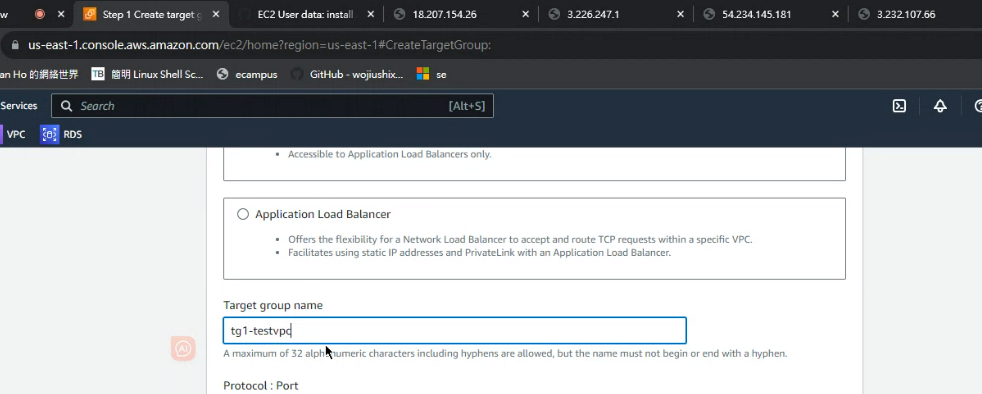 w
Step 1 Create target g
EC2 User data: install
18.207.154.26
3.226.247.1
54.234.145.181
3.232.107.66
us-east-1.console.aws.amazon.com/ec2/home?region=us-east-1#CreateTargetGroup:
an Ho 的網絡世界
TB
簡明 Linux Shell Sc...
ecampus
GitHub - wojiushix...
se
Services
Search
[Alt+S]
VPC
RDS
• Accessible to Application Load Balancers only.
Application Load Balancer
• Offers the flexibility for a Network Load Balancer to accept and route TCP requests within a specific VPC.
• Facilitates using static IP addresses and PrivateLink with an Application Load Balancer.
Target group name
tg1-testvpc
A maximum of 32 alphanumeric characters including hyphens are allowed, but the name must not begin or end with a hyphen.
Protocol : Port